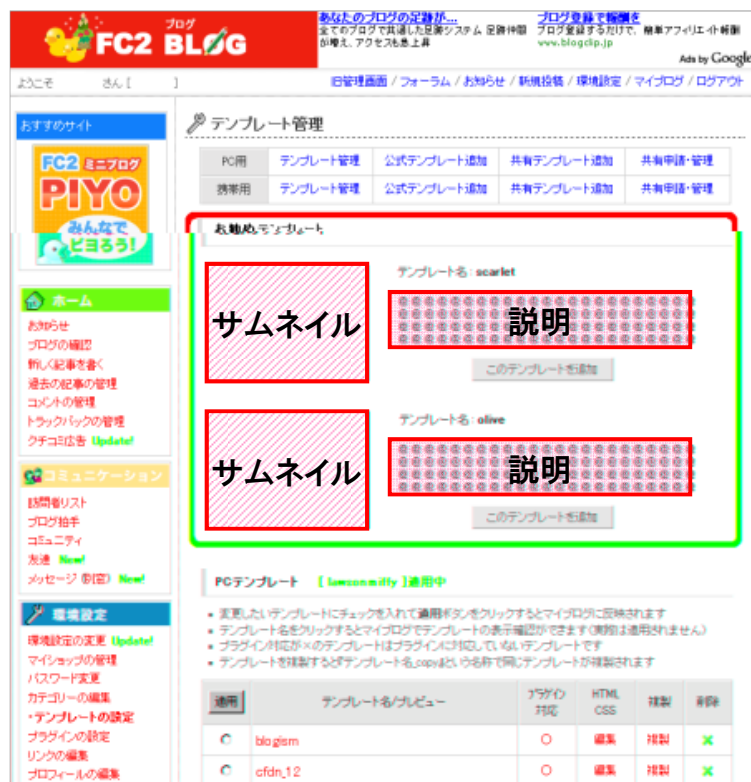 FC2 ブログ BLOG
あなたのブログの足跡が...
全てのブログで共通した足跡システム 足跡仲間が増え、アクセスも急上昇
ブログ登録で報酬を
ブログ登録するだけで、簡単アフィリエイト報酬
www.blogclip.jp
Ads by Google
ようこそ さん [ ]
旧管理画面 / フォーラム / お知らせ / 新規投稿 / 環境設定 / マイブログ / ログアウト
おすすめサイト
FC2 ミニブログ
PIYO
みんなで
ピヨろう!
ホーム
お知らせ
ブログの確認
新しく記事を書く
過去の記事の管理
コメントの管理
トラックバックの管理
クチコミ広告 Update!
コミュニケーション
訪問者リスト
ブログ拍手
コミュニティ
友達 New!
メッセージ (制窓) New!
環境設定
環境設定の変更 Update!
マイショップの管理
パスワード変更
カテゴリーの編集
・テンプレートの設定
プラグインの設定
リンクの編集
プロフィールの編集
テンプレート管理
PC用 テンプレート管理 公式テンプレート追加 共有テンプレート追加 共有申請・管理
携帯用 テンプレート管理 公式テンプレート追加 共有テンプレート追加 共有申請・管理
お勧めテンプレート
テンプレート名: scarlet
サムネイル
説明
このテンプレートを追加
テンプレート名: olive
サムネイル
説明
このテンプレートを追加
PCテンプレート [ lawsonmiffy ]適用中
変更したいテンプレートにチェックを入れて適用ボタンをクリックするとマイブログに反映されます
テンプレート名をクリックするとマイブログでテンプレートの表示確認ができます(実際は適用されません)
プラグイン対応が×のテンプレートはプラグインに対応していないテンプレートです
テンプレートを複製するとテンプレート名_copyという名称で同じテンプレートが複製されます
適用 テンプレート名/プレビュー プラグイン対応 HTML CSS 複製 削除
blogism ○ 編集 複製 ×
cfdn_12 ○ 編集 複製 ×